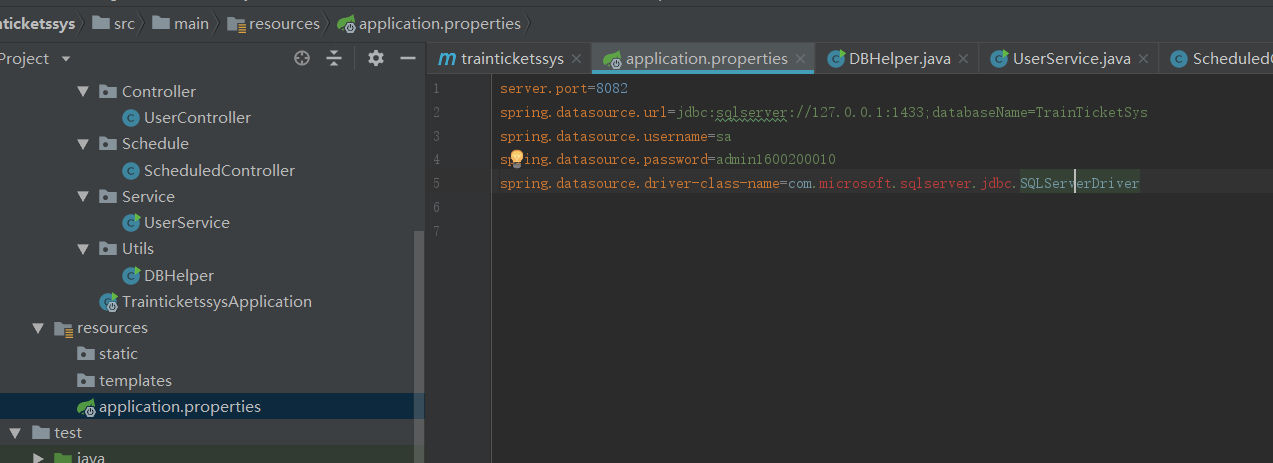 nticketssys src main resources application.properties
Project
trainticketssys application.properties DBHelper.java UserService.java ScheduledC
Controller
UserController
Schedule
ScheduledController
Service
UserService
Utils
DBHelper
TrainticketssysApplication
resources
static
templates
application.properties
test
java
1 server.port=8082
2 spring.datasource.url=jdbc:sqlserver://127.0.0.1:1433;databaseName=TrainTicketSys
3 spring.datasource.username=sa
4 spring.datasource.password=admin1600200010
5 spring.datasource.driver-class-name=com.microsoft.sqlserver.jdbc.SQLServerDriver
6
7